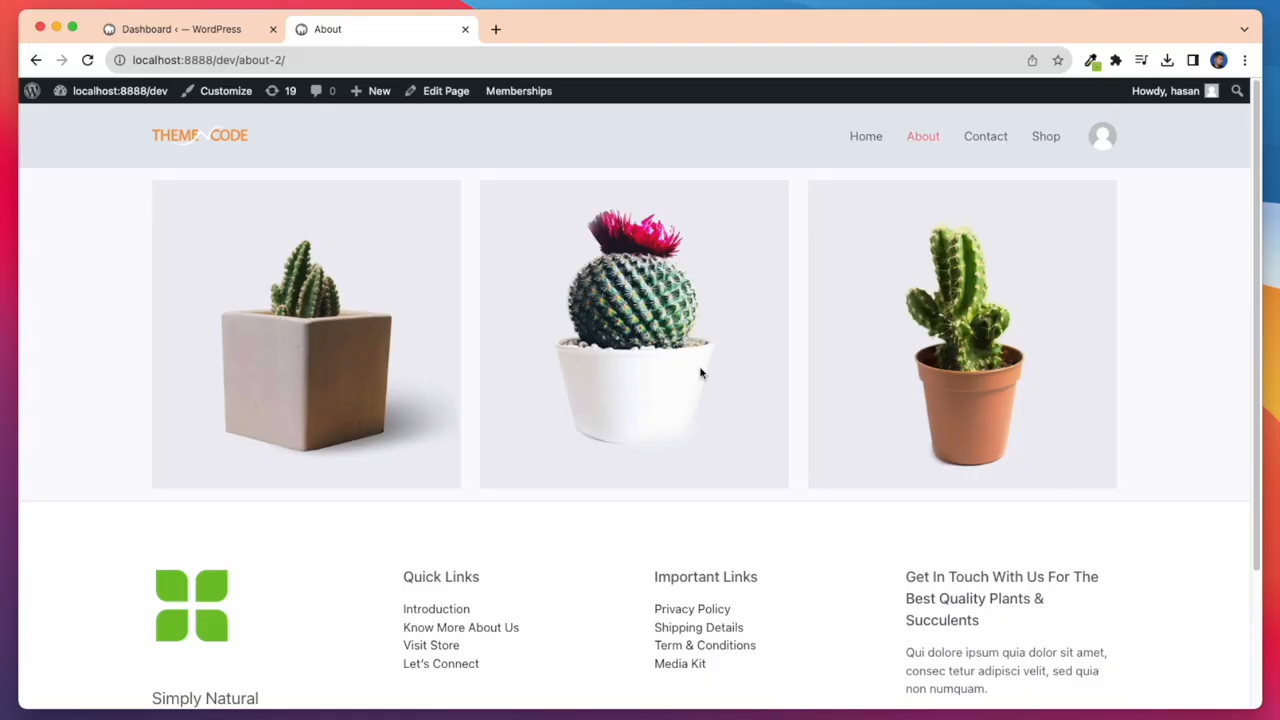 Dashboard ‹ — WordPress
About
localhost:8888/dev/about-2/
localhost:8888/dev
Customize
19
0
New
Edit Page
Memberships
Howdy, hasan
THEME N CODE
Home
About
Contact
Shop
Simply Natural
Quick Links
Introduction
Know More About Us
Visit Store
Let's Connect
Important Links
Privacy Policy
Shipping Details
Term & Conditions
Media Kit
Get In Touch With Us For The
Best Quality Plants &
Succulents
Qui dolore ipsum quia dolor sit amet,
consec tetur adipisci velit, sed quia
non numquam.